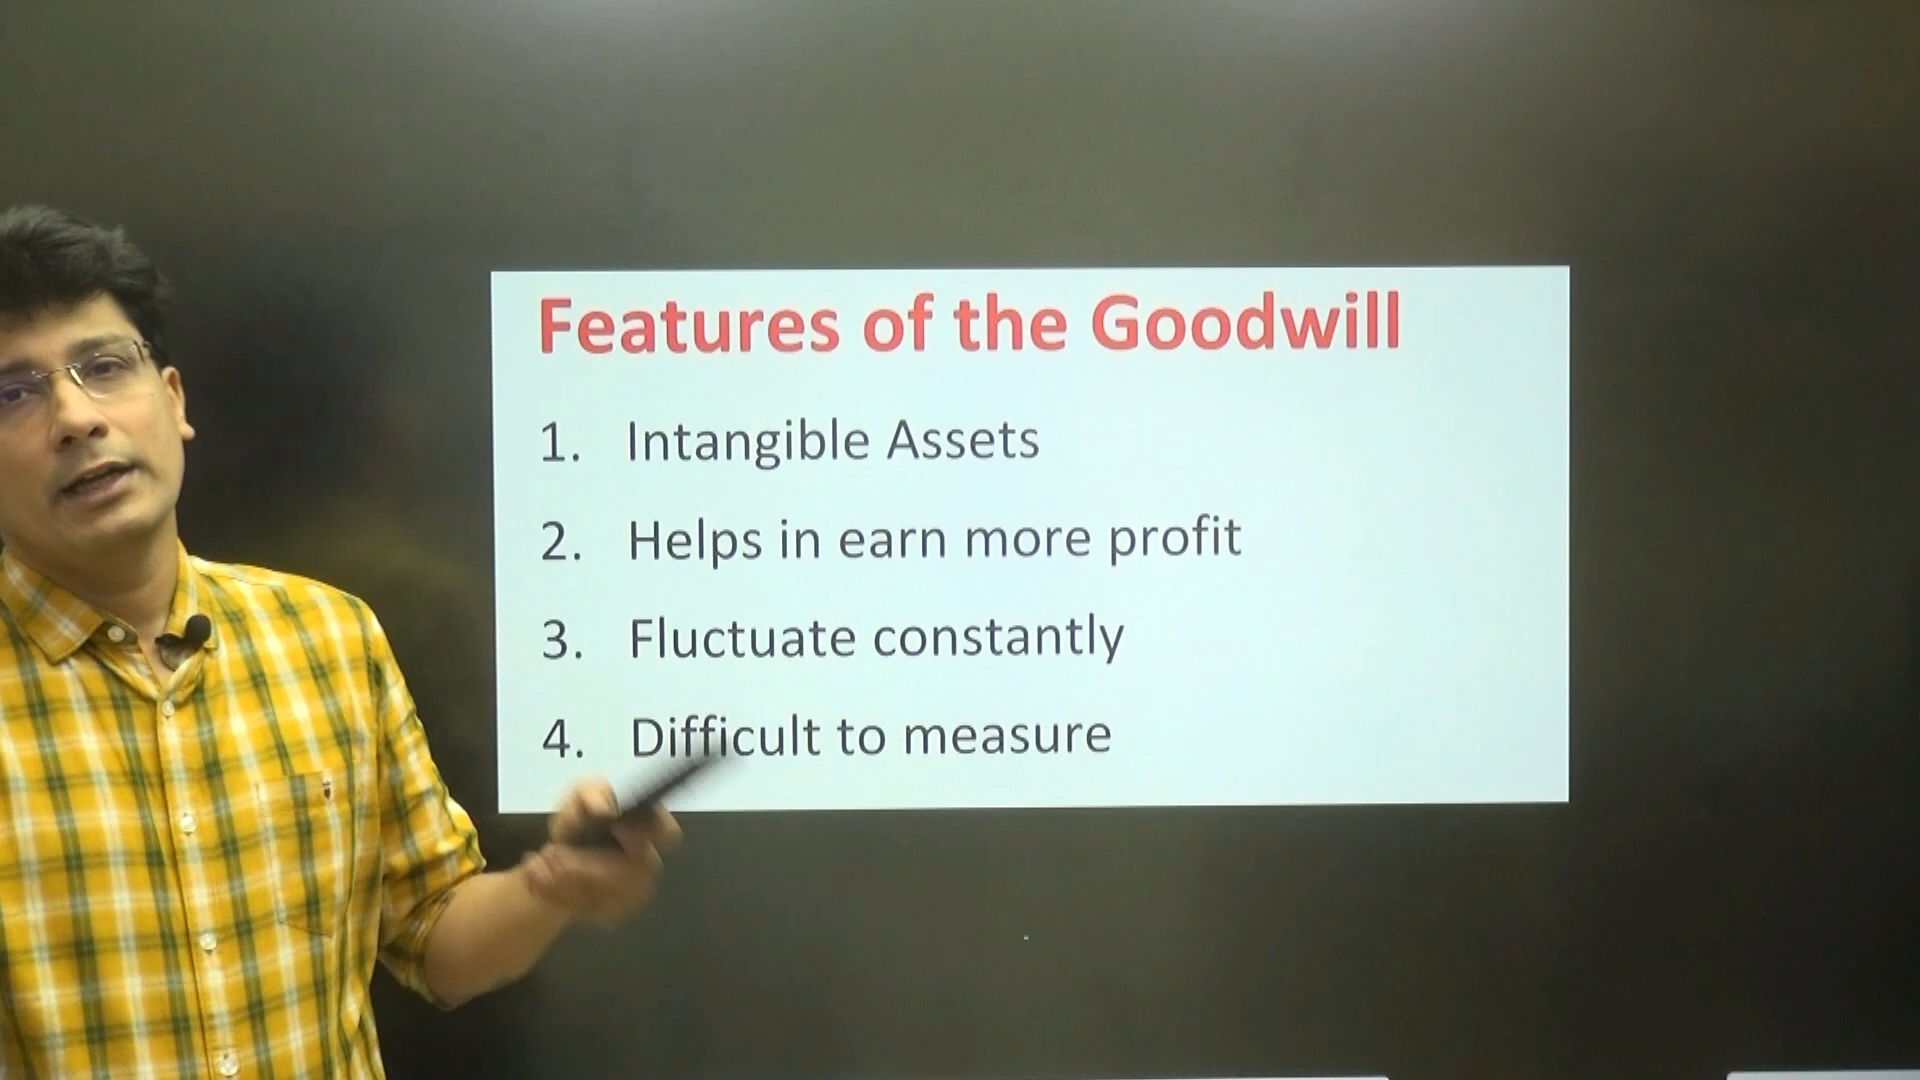 Features of the Goodwill
1. Intangible Assets
2. Helps in earn more profit
3. Fluctuate constantly
4. Difficult to measure